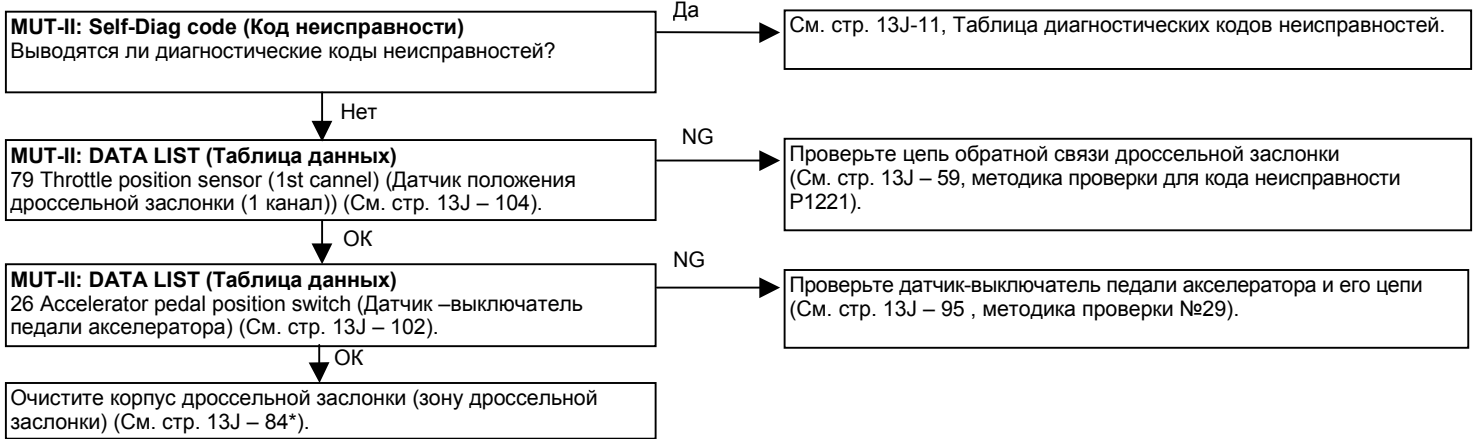 MUT-II: Self-Diag code (Код неисправности)
Выводятся ли диагностические коды неисправностей?
Да
См. стр. 13J-11, Таблица диагностических кодов неисправностей.
Нет
MUT-II: DATA LIST (Таблица данных)
79 Throttle position sensor (1st cannel) (Датчик положения
дроссельной заслонки (1 канал)) (См. стр. 13J – 104).
NG
Проверьте цепь обратной связи дроссельной заслонки
(См. стр. 13J – 59, методика проверки для кода неисправности
P1221).
ОК
MUT-II: DATA LIST (Таблица данных)
26 Accelerator pedal position switch (Датчик –выключатель
педали акселератора) (См. стр. 13J – 102).
NG
Проверьте датчик-выключатель педали акселератора и его цепи
(См. стр. 13J – 95 , методика проверки №29).
ОК
Очистите корпус дроссельной заслонки (зону дроссельной
заслонки) (См. стр. 13J – 84*).